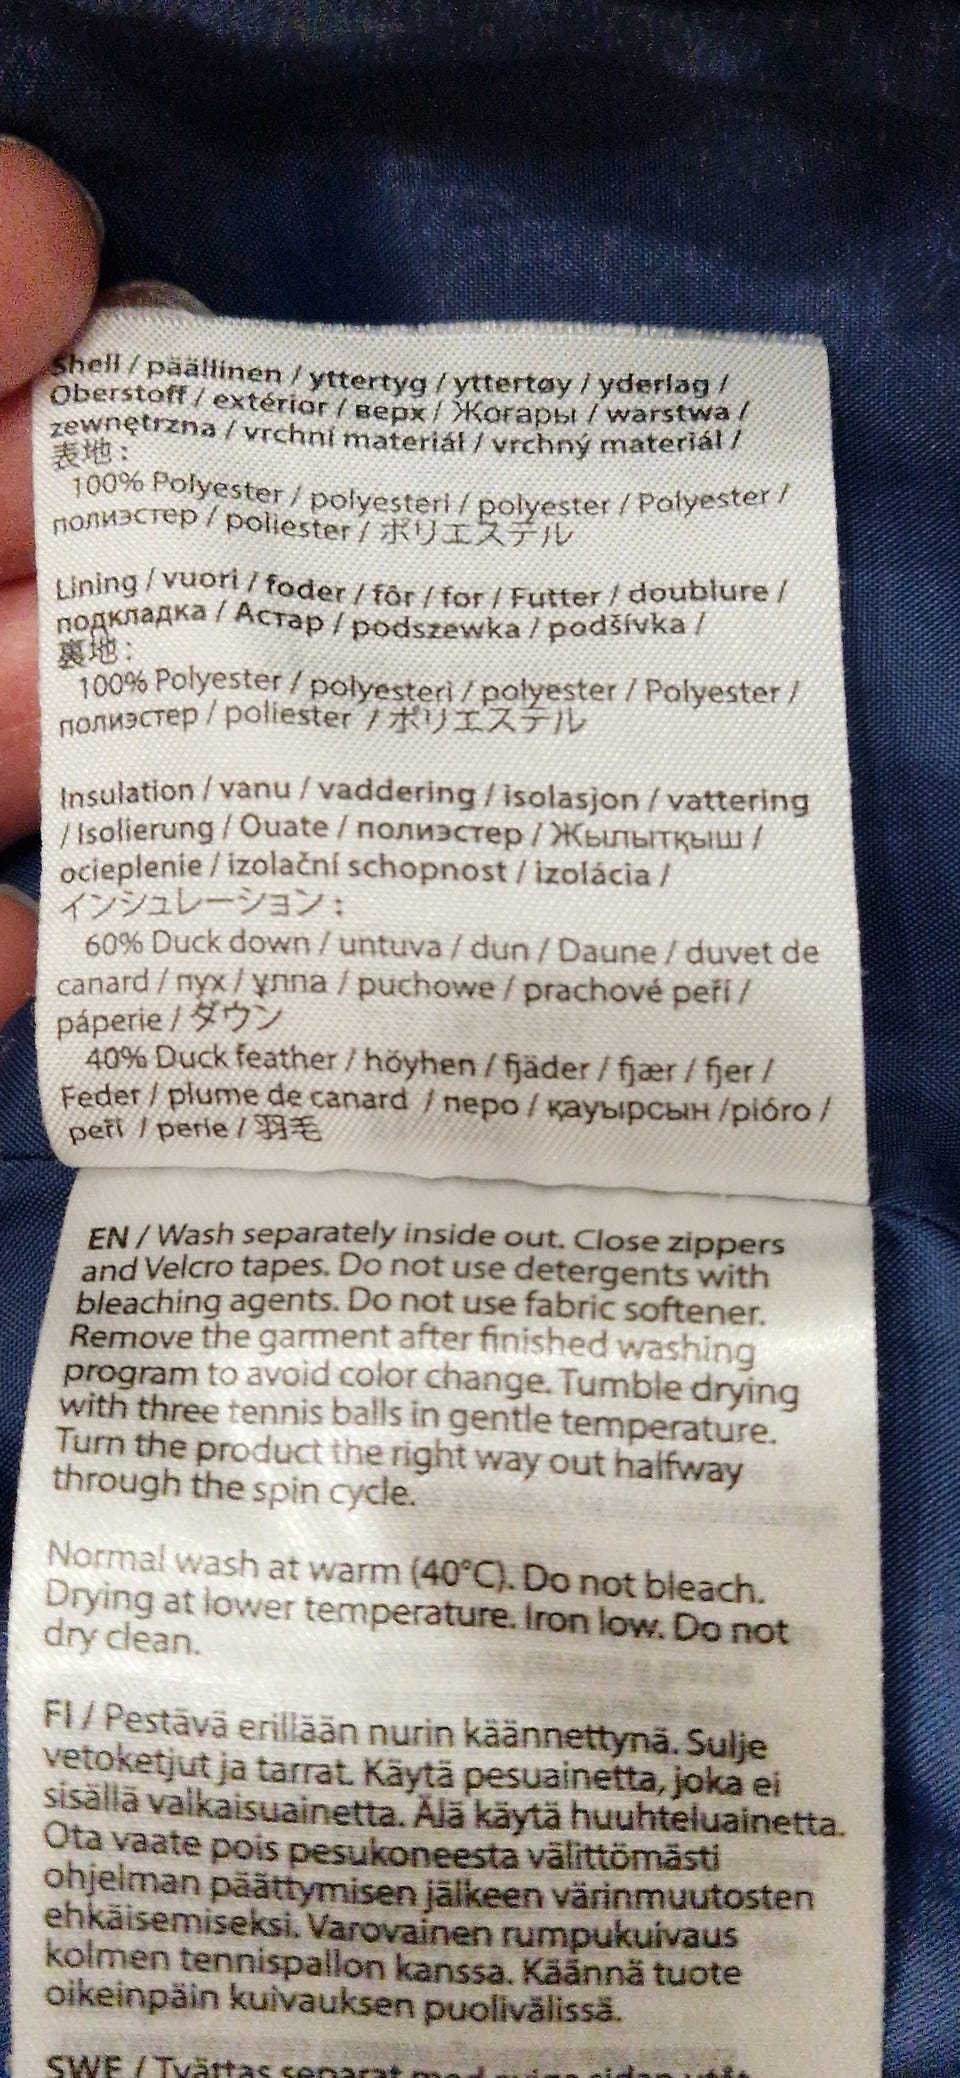 Shell / päällinen / yttertyg / yttertøy / yderlag /
Oberstoff / extérior / верх / Жоғары / warstwa /
zewnętrzna / vrchní materiál / vrchný materiál /
表地 :
100% Polyester / polyesteri / polyester / Polyester /
полиэстер / poliester / ポリエステル
Lining / vuori / foder / fôr / for / Futter / doublure /
подкладка / Астар / podszewka / podšívka /
裏地 :
100% Polyester / polyesteri / polyester / Polyester /
полиэстер / poliester / ポリエステル
Insulation / vanu / vaddering / isolasjon / vattering
/ Isolierung / Ouate / полиэстер / Жылытқыш /
ocieplenie / izolační schopnost / izolácia /
インシュレーション :
60% Duck down / untuva / dun / Daune / duvet de
canard / пух / ұлпа / puchowe / prachové peří /
páperie / ダウン
40% Duck feather / höyhen / fjäder / fjær / fjer /
Feder / plume de canard / перо / қауырсын /pióro /
peří / perie / 羽毛
EN / Wash separately inside out. Close zippers
and Velcro tapes. Do not use detergents with
bleaching agents. Do not use fabric softener.
Remove the garment after finished washing
program to avoid color change. Tumble drying
with three tennis balls in gentle temperature.
Turn the product the right way out halfway
through the spin cycle.
Normal wash at warm (40°C). Do not bleach.
Drying at lower temperature. Iron low. Do not
dry clean.
FI / Pestävä erillään nurin käännettynä. Sulje
vetoketjut ja tarrat. Käytä pesuainetta, joka ei
sisällä valkaisuainetta. Älä käytä huuhteluainetta.
Ota vaate pois pesukoneesta välittömästi
ohjelman päättymisen jälkeen värinmuutosten
ehkäisemiseksi. Varovainen rumpukuivaus
kolmen tennispallon kanssa. Käännä tuote
oikeinpäin kuivauksen puolivälissä.
SWE / Tvättas separat med